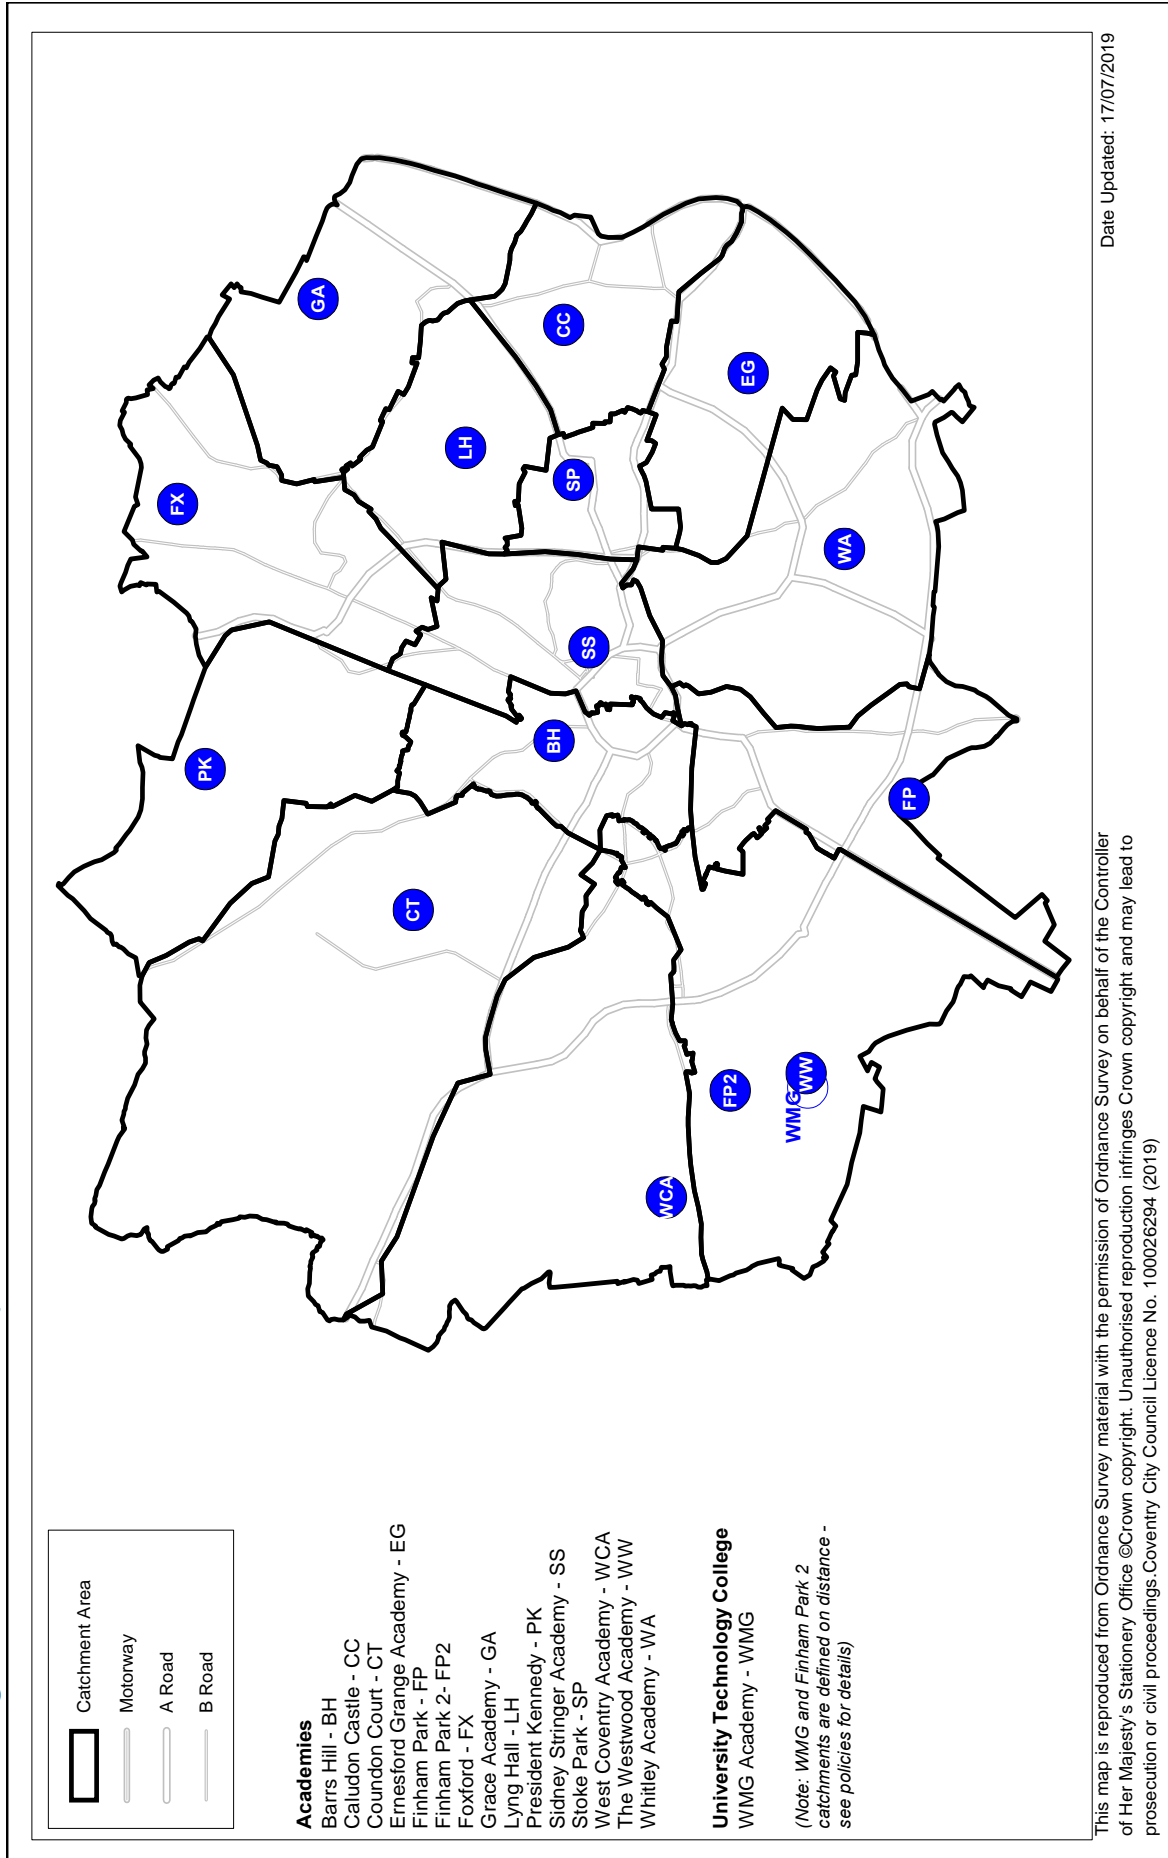 Catchment Area
Motorway
A Road
B Road
Academies
Barrs Hill - BH
Caludon Castle - CC
Coundon Court - CT
Ernesford Grange Academy - EG
Finham Park - FP
Finham Park 2- FP2
Foxford - FX
Grace Academy - GA
Lyng Hall - LH
President Kennedy - PK
Sidney Stringer Academy - SS
Stoke Park - SP
West Coventry Academy - WCA
The Westwood Academy - WW
Whitley Academy - WA
University Technology College
WMG Academy - WMG
(Note: WMG and Finham Park 2
catchments are defined on distance -
see policies for details)
PK
FX
GA
CT
LH
BH
SP
CC
SS
WCA
FP2
EG
WMG
WW
WA
FP
Date Updated: 17/07/2019
This map is reproduced from Ordnance Survey material with the permission of Ordnance Survey on behalf of the Controller
of Her Majesty's Stationery Office ©Crown copyright. Unauthorised reproduction infringes Crown copyright and may lead to
prosecution or civil proceedings.Coventry City Council Licence No. 100026294 (2019)